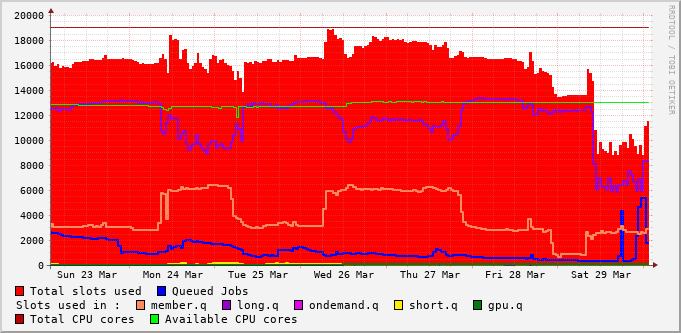 20000
18000
16000
14000
12000
10000
8000
6000
4000
2000
0
Sun 23 Mar Mon 24 Mar Tue 25 Mar Wed 26 Mar Thu 27 Mar Fri 28 Mar Sat 29 Mar
Total slots used Queued Jobs
Slots used in : member.q long.q ondemand.q short.q gpu.q
Total CPU cores Available CPU cores
RRDTOOL / TOBI OETIKER